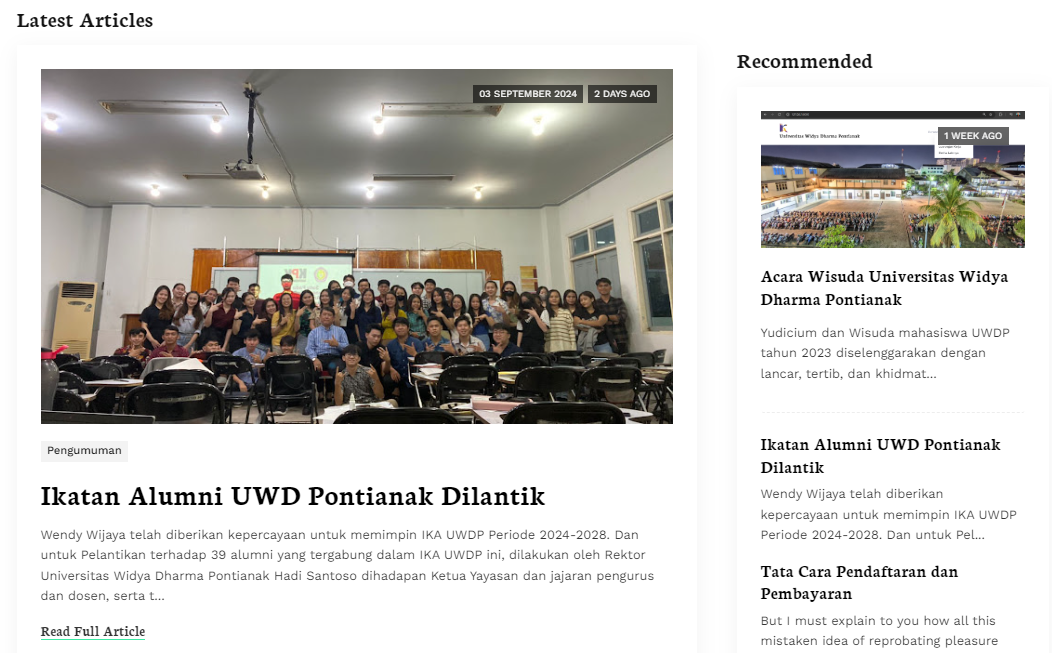 Latest Articles
03 SEPTEMBER 2024
2 DAYS AGO
Pengumuman
Ikatan Alumni UWD Pontianak Dilantik
Wendy Wijaya telah diberikan kepercayaan untuk memimpin IKA UWDP Periode 2024-2028. Dan
untuk Pelantikan terhadap 39 alumni yang tergabung dalam IKA UWDP ini, dilakukan oleh Rektor
Universitas Widya Dharma Pontianak Hadi Santoso dihadapan Ketua Yayasan dan jajaran pengurus
dan dosen, serta t...
Read Full Article
Recommended
Universitas Widya Dharma Pontianak
1 WEEK AGO
Acara Wisuda Universitas Widya
Dharma Pontianak
Yudicium dan Wisuda mahasiswa UWDP
tahun 2023 diselenggarakan dengan
lancar, tertib, dan khidmat...
Ikatan Alumni UWD Pontianak
Dilantik
Wendy Wijaya telah diberikan
kepercayaan untuk memimpin IKA UWDP
Periode 2024-2028. Dan untuk Pel...
Tata Cara Pendaftaran dan
Pembayaran
But I must explain to you how all this
mistaken idea of reprobating pleasure